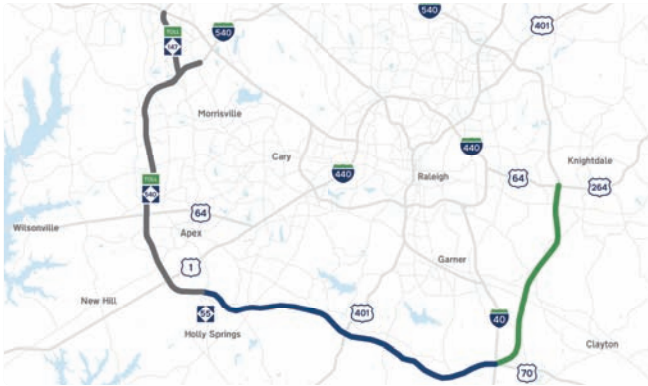 540
401
TOLL
147
540
Morrisville
Cary
440
440
Raleigh
Knightdale
64
264
TOLL
540
64
Wilsonville
Apex
Garner
1
New Hill
55
Holly Springs
401
40
Clayton
70